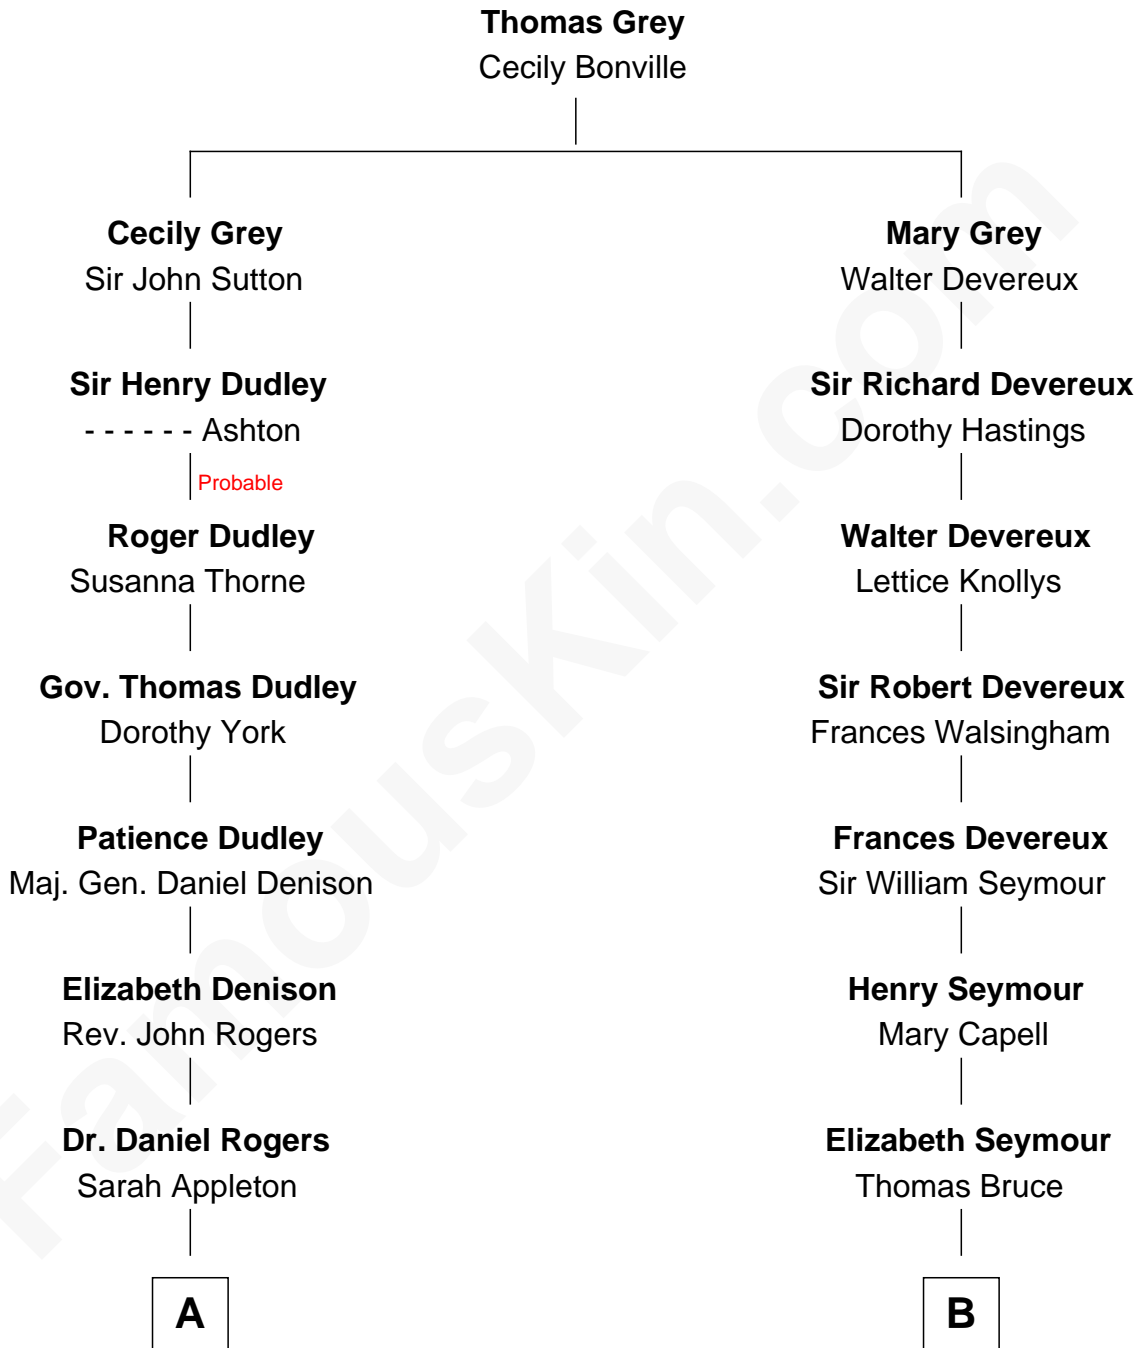 Thomas Grey
Cecily Bonville
Cecily Grey
Sir John Sutton
Mary Grey
Walter Devereux
Sir Henry Dudley
- - - - - - Ashton
Sir Richard Devereux
Dorothy Hastings
Probable
Roger Dudley
Susanna Thorne
Walter Devereux
Lettice Knollys
Gov. Thomas Dudley
Dorothy York
Sir Robert Devereux
Frances Walsingham
Patience Dudley
Maj. Gen. Daniel Denison
Frances Devereux
Sir William Seymour
Elizabeth Denison
Rev. John Rogers
Henry Seymour
Mary Capell
Dr. Daniel Rogers
Sarah Appleton
Elizabeth Seymour
Thomas Bruce
A
B
FamousKin.com